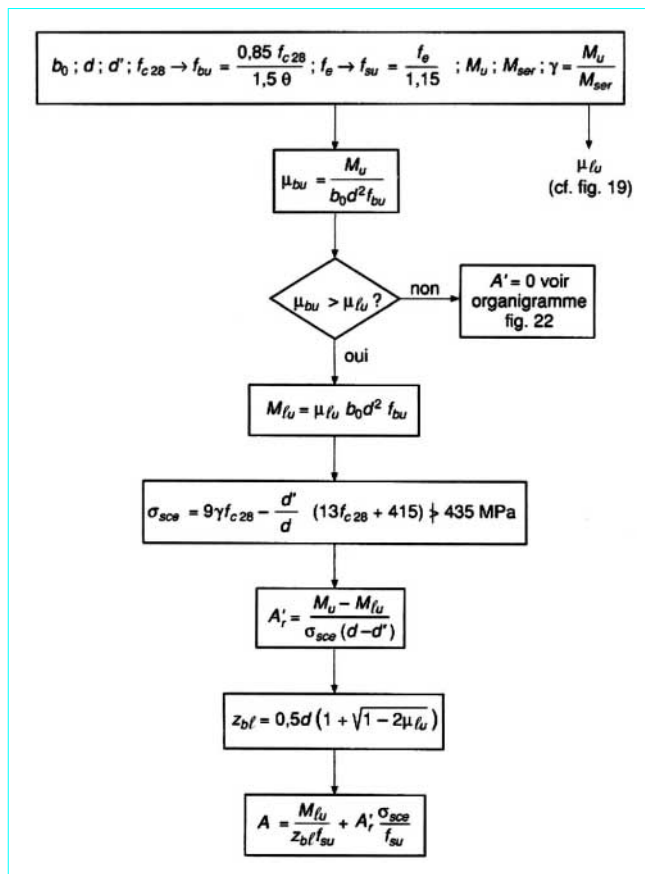 b₀ ; d ; d' ; f_c28 → f_bu = 0,85 f_c28 / 1,5 θ ; f_e → f_su = f_e / 1,15 ; M_u ; M_ser ; γ = M_u / M_ser
μ_ℓu
(cf. fig. 19)
μ_bu = M_u / b₀d²f_bu
μ_bu > μ_ℓu ?
non
A' = 0 voir
organigramme
fig. 22
oui
M_ℓu = μ_ℓu b₀d² f_bu
σ_sce = 9γf_c28 − d'/d (13f_c28 + 415) ≯ 435 MPa
A'_r = M_u − M_ℓu / σ_sce (d−d')
z_bℓ = 0,5d (1 + √(1 − 2μ_ℓu))
A = M_ℓu / z_bℓ f_su + A'_r σ_sce / f_su